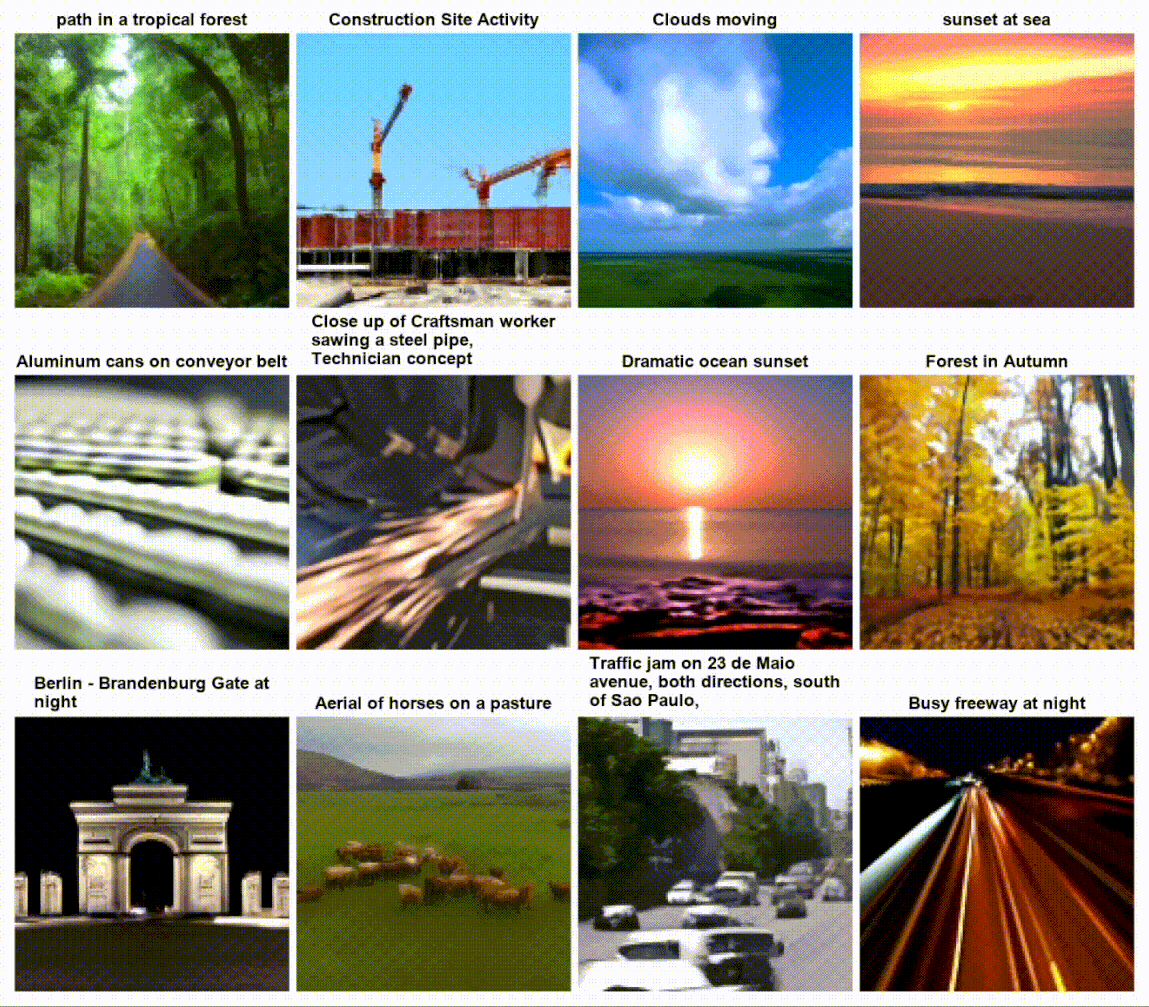 path in a tropical forest
Construction Site Activity
Clouds moving
sunset at sea
Aluminum cans on conveyor belt
Close up of Craftsman worker
sawing a steel pipe,
Technician concept
Dramatic ocean sunset
Forest in Autumn
Berlin - Brandenburg Gate at
night
Aerial of horses on a pasture
Traffic jam on 23 de Maio
avenue, both directions, south
of Sao Paulo,
Busy freeway at night